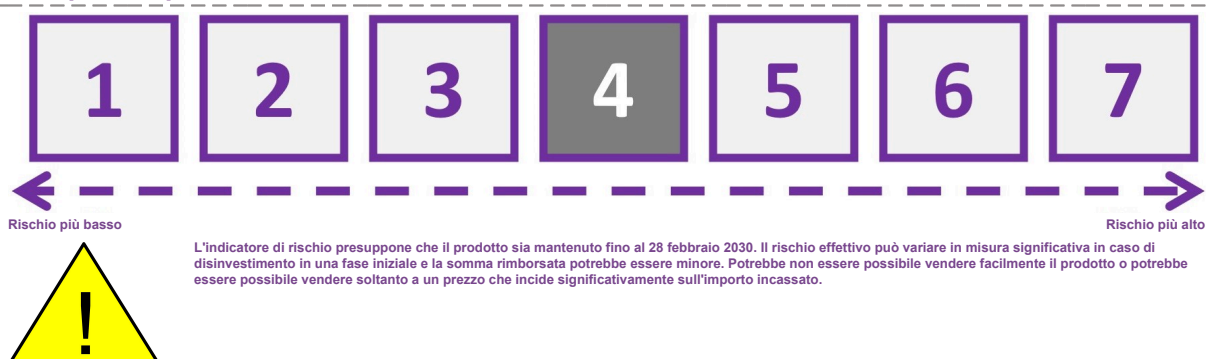 1 2 3 4 5 6 7
Rischio più basso Rischio più alto
L'indicatore di rischio presuppone che il prodotto sia mantenuto fino al 28 febbraio 2030. Il rischio effettivo può variare in misura significativa in caso di
disinvestimento in una fase iniziale e la somma rimborsata potrebbe essere minore. Potrebbe non essere possibile vendere facilmente il prodotto o potrebbe
essere possibile vendere soltanto a un prezzo che incide significativamente sull'importo incassato.
!